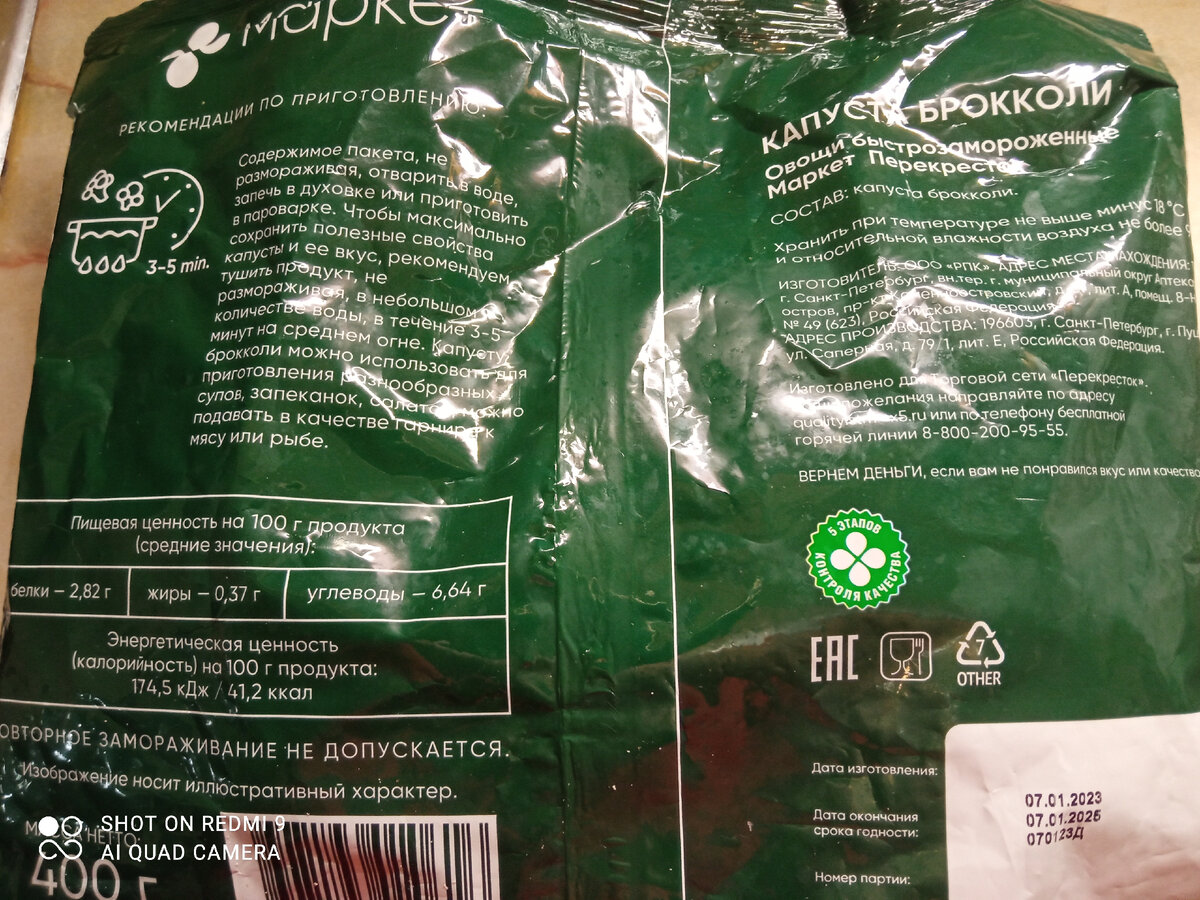 Маркет
РЕКОМЕНДАЦИИ ПО ПРИГОТОВЛЕНИЮ:
Содержимое пакета, не
размораживая, отварить в воде,
запечь в духовке или приготовить
в пароварке. Чтобы максимально
сохранить полезные свойства
капусты и ее вкус, рекомендуем
тушить продукт, не
размораживая, в небольшом
количестве воды, в течение 3-5
минут на среднем огне. Капусту
брокколи можно использовать для
приготовления разнообразных
супов, запеканок, салатов, можно
подавать в качестве гарнира к
мясу или рыбе.
3-5 min.
Пищевая ценность на 100 г продукта
(средние значения):
белки – 2,82 г
жиры – 0,37 г
углеводы – 6,64 г
Энергетическая ценность
(калорийность) на 100 г продукта:
174,5 кДж / 41,2 ккал
ОВТОРНОЕ ЗАМОРАЖИВАНИЕ НЕ ДОПУСКАЕТСЯ.
Изображение носит иллюстративный характер.
МАССА НЕТТО:
400 г
SHOT ON REDMI 9
AI QUAD CAMERA
КАПУСТА БРОККОЛИ
Овощи быстрозамороженные
Маркет Перекресток
СОСТАВ: капуста брокколи.
Хранить при температуре не выше минус 18 °С
и относительной влажности воздуха не более 9
ИЗГОТОВИТЕЛЬ: ООО «РПК». АДРЕС МЕСТА НАХОЖДЕНИЯ:
г. Санкт-Петербург, вн.тер. г. муниципальный округ Аптека
остров, лит. А, помещ. 8-Н
№ 49 (623), Российская Федерация.
АДРЕС ПРОИЗВОДСТВА: 196603, г. Санкт-Петербург, г. Пу
ул. Саперная, д. 79/1, лит. Е, Российская Федерация.
Изготовлено для торговой сети «Перекресток».
пожелания направляйте по адресу
x5.ru или по телефону бесплатной
горячей линии 8-800-200-95-55.
ВЕРНЕМ ДЕНЬГИ, если вам не понравился вкус или качество
5 ЭТАПОВ
КОНТРОЛЯ КАЧЕСТВА
ЕАС
7
OTHER
Дата изготовления:
07.01.2023
Дата окончания
срока годности:
07.01.2025
Номер партии:
070123Д